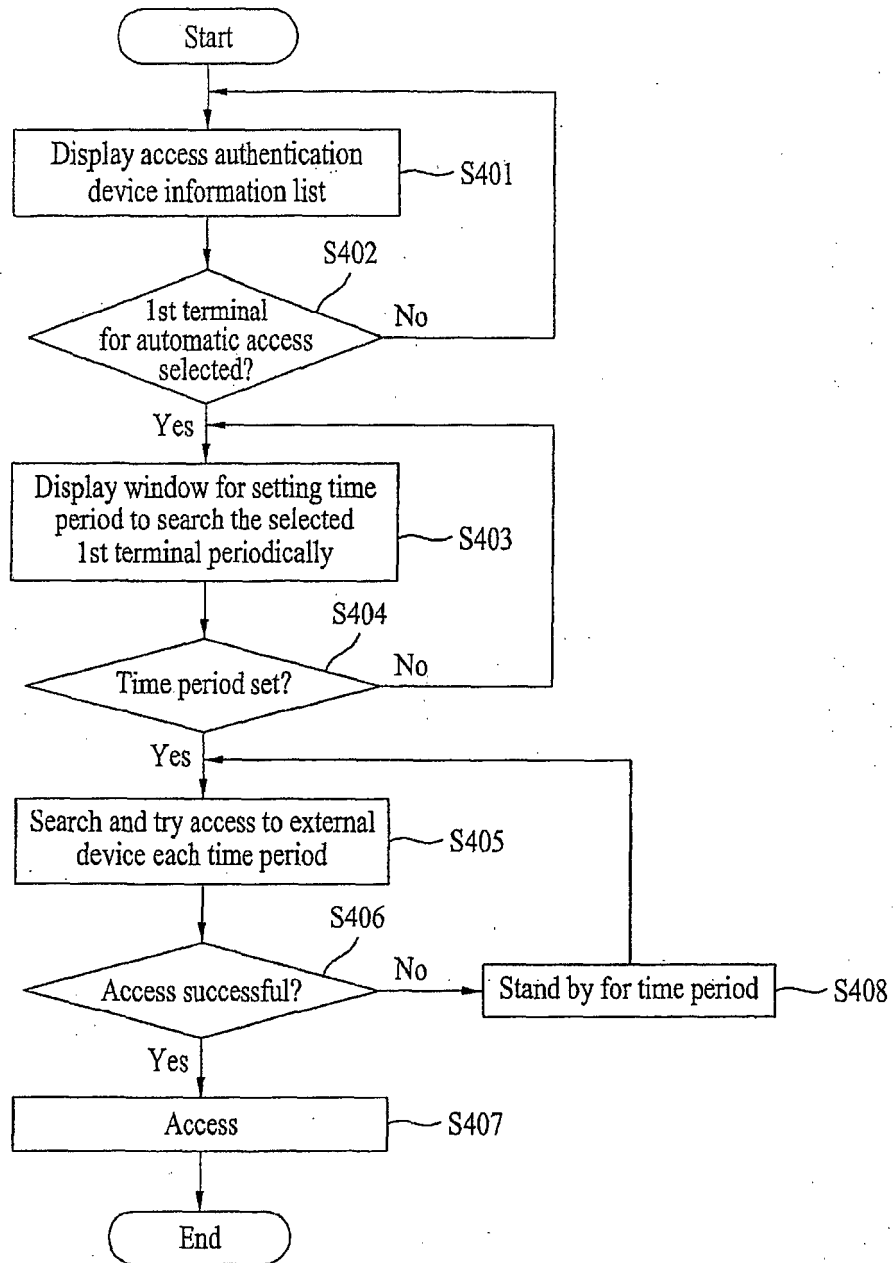 Start
Display access authentication
device information list
S401
S402
1st terminal
for automatic access
selected?
No
Yes
Display window for setting time
period to search the selected
1st terminal periodically
S403
S404
Time period set?
No
Yes
Search and try access to external
device each time period
S405
S406
Access successful?
No
Stand by for time period
S408
Yes
Access
S407
End